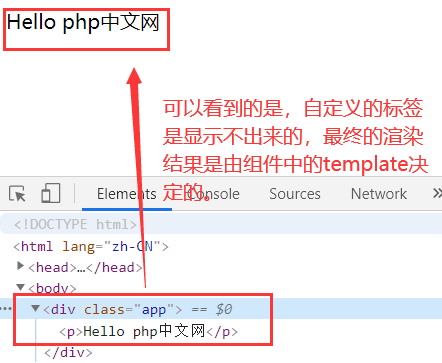 Hello php中文网
可以看到的是，自定义的标签
是显示不出来的，最终的渲染
结果是由组件中的template决
定的。
Elements Console Sources Network »
<!DOCTYPE html>
<html lang="zh-CN">
▶<head>…</head>
▼<body>
… ▼<div class="app"> == $0
<p>Hello php中文网</p>
</div>